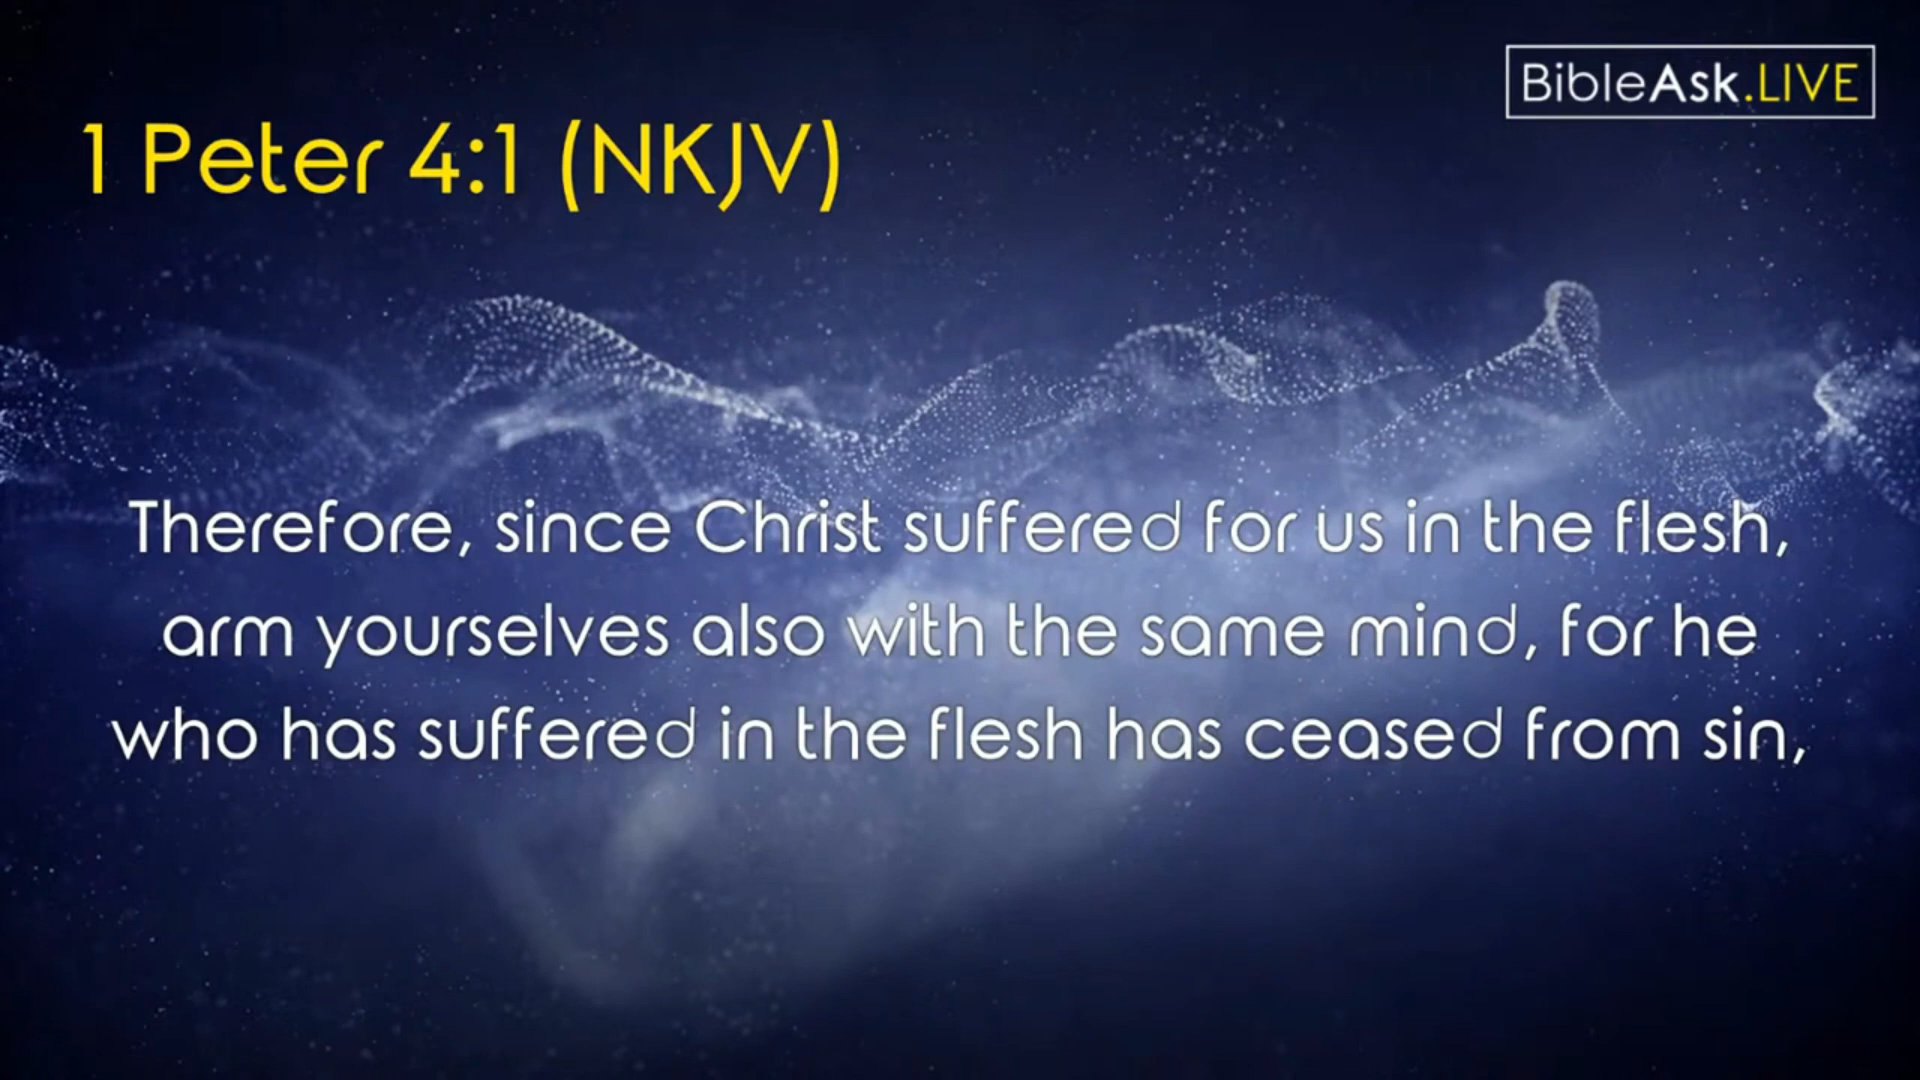 BibleAsk.LIVE
1 Peter 4:1 (NKJV)
Therefore, since Christ suffered for us in the flesh,
arm yourselves also with the same mind, for he
who has suffered in the flesh has ceased from sin,